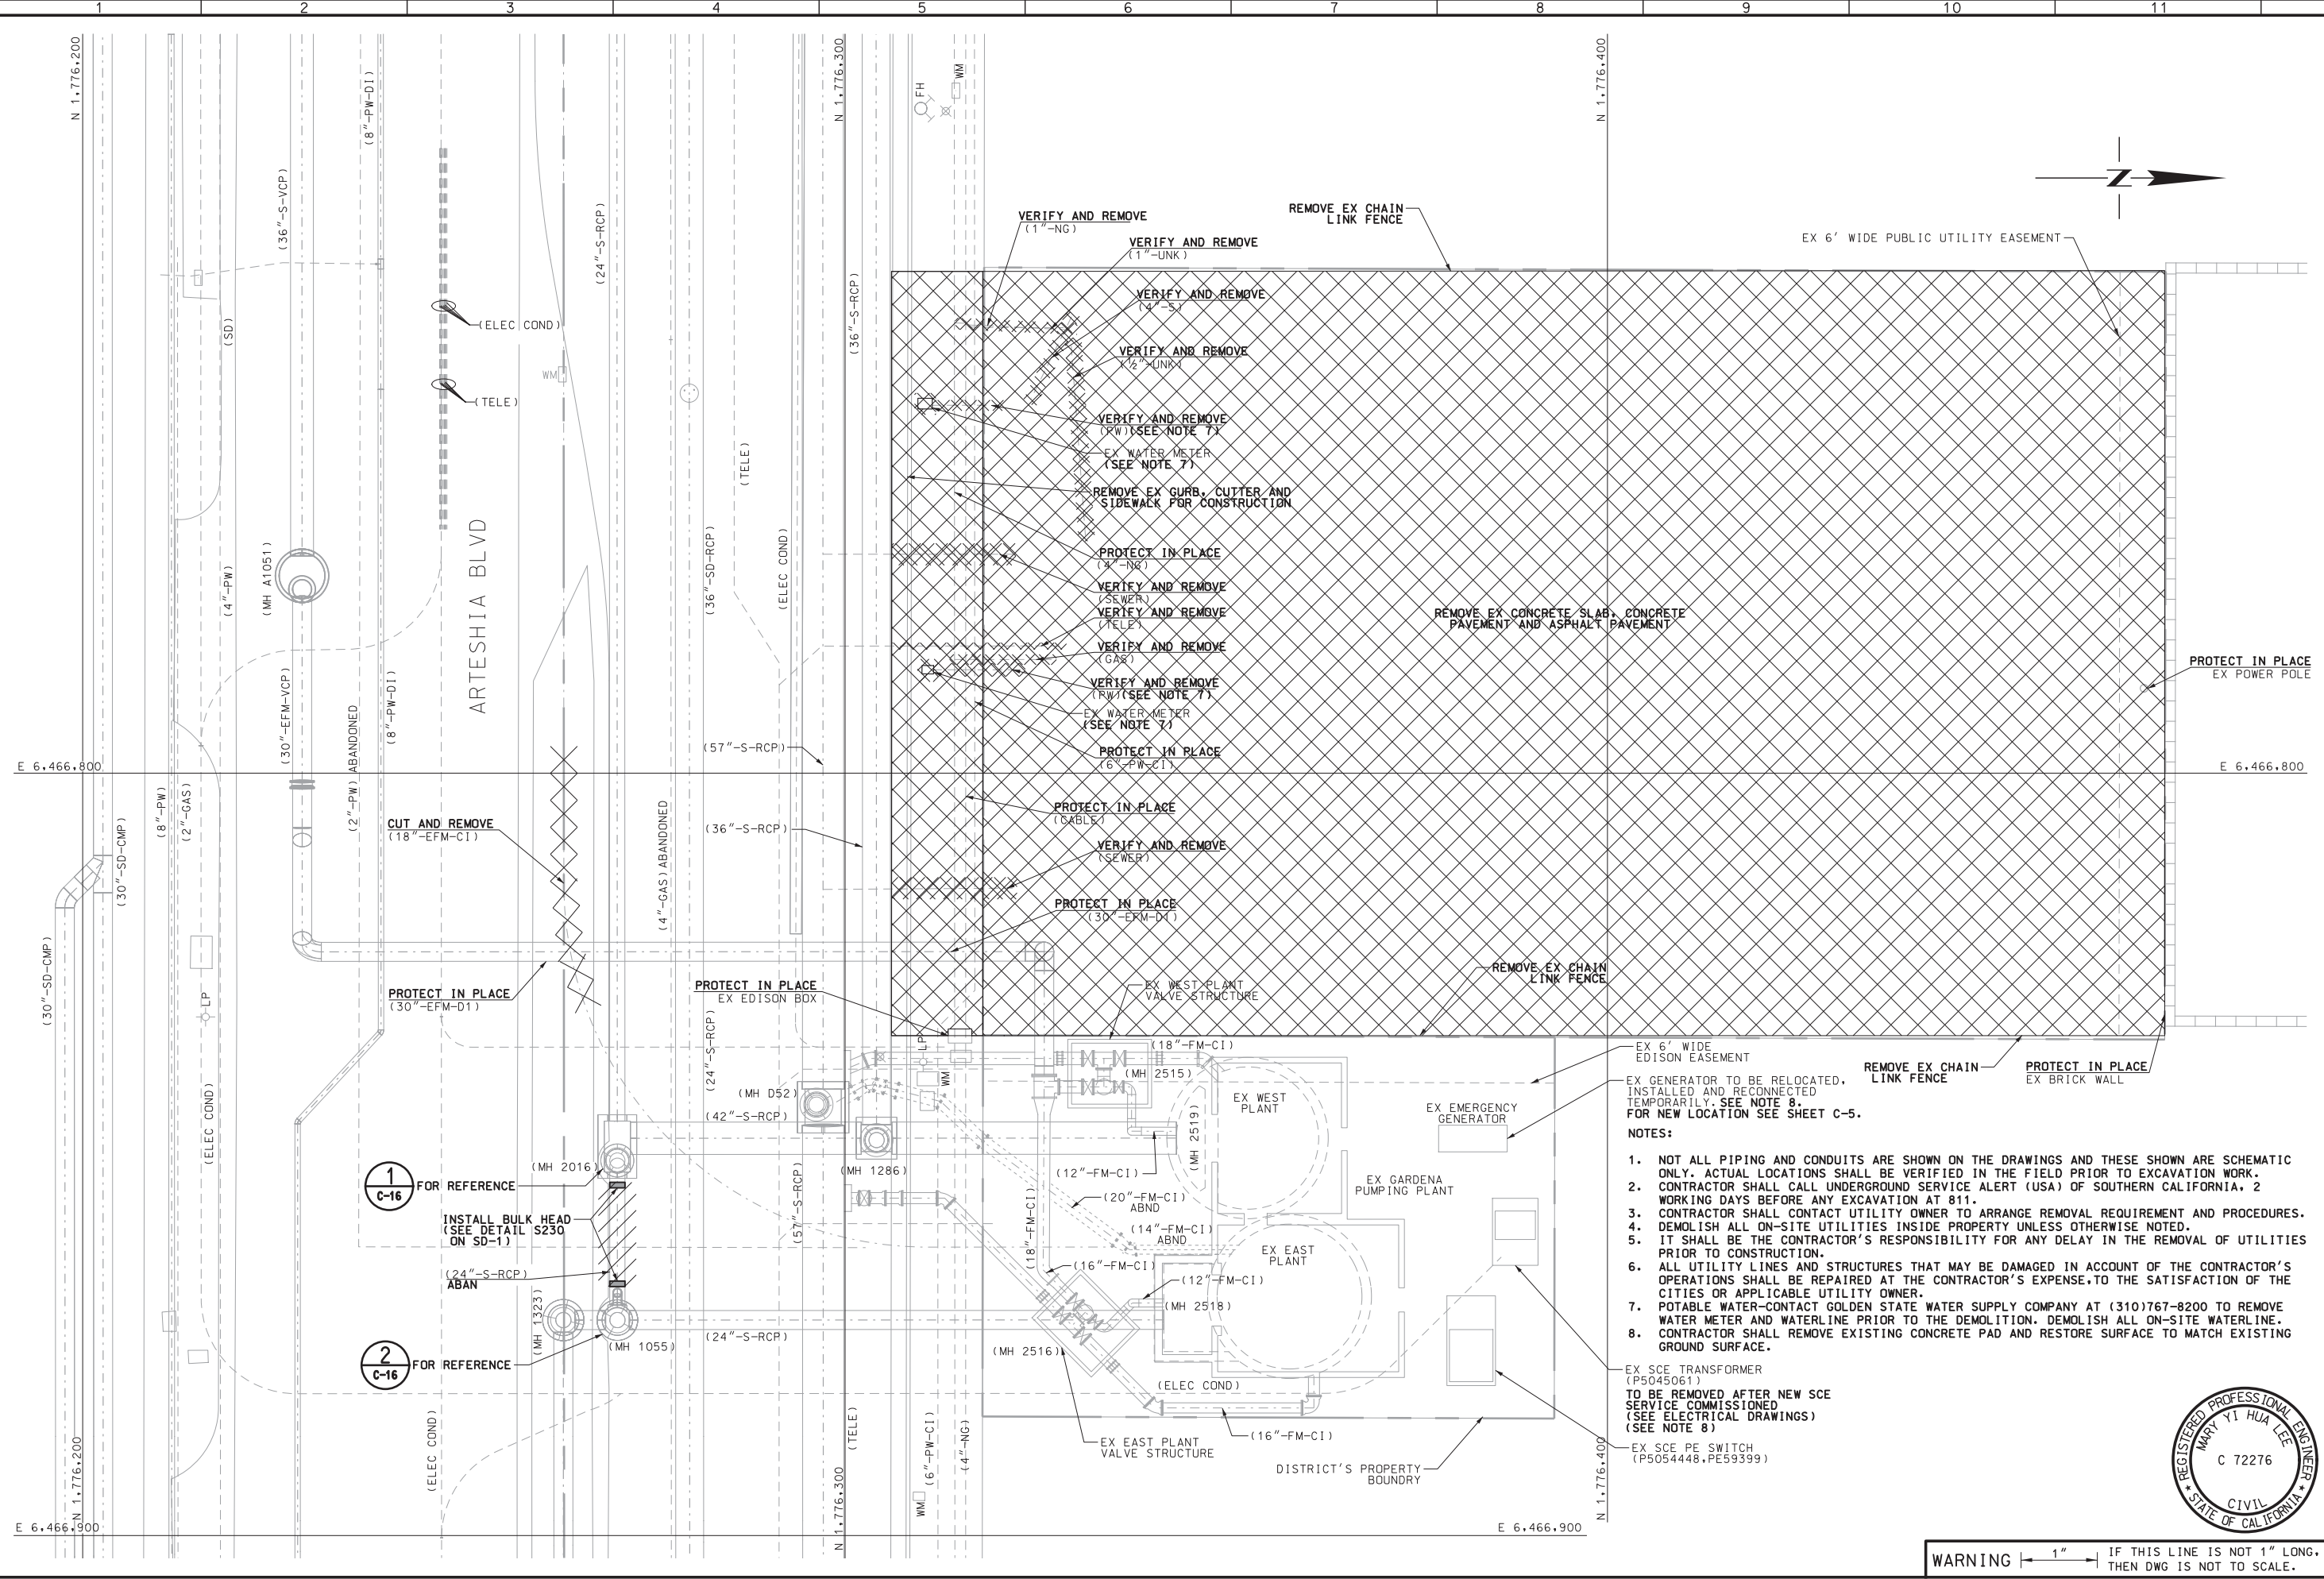 1 2 3 4 5 6 7 8 9 10 11
N 1,776,200
N 1,776,300
N 1,776,400
(8"-PW-DI)
(36"-S-VCP)
(24"-S-RCP)
FH
WM
Z
VERIFY AND REMOVE
(1"-NG)
REMOVE EX CHAIN
LINK FENCE
VERIFY AND REMOVE
(1"-UNK)
EX 6' WIDE PUBLIC UTILITY EASEMENT
VERIFY AND REMOVE
(4"-S)
(36"-S-RCP)
(SD)
(ELEC COND)
VERIFY AND REMOVE
(½"-UNK)
WM
(TELE)
VERIFY AND REMOVE
(PW)(SEE NOTE 7)
EX WATER METER
(SEE NOTE 7)
(TELE)
REMOVE EX GURB, CUTTER AND
SIDEWALK FOR CONSTRUCTION
ARTESHIA BLVD
(4"-PW)
(MH A1051)
(36"-SD-RCP)
(ELEC COND)
PROTECT IN PLACE
(4"-NG)
VERIFY AND REMOVE
(SEWER)
VERIFY AND REMOVE
(TELE)
REMOVE EX CONCRETE SLAB, CONCRETE
PAVEMENT AND ASPHALT PAVEMENT
VERIFY AND REMOVE
(GAS)
PROTECT IN PLACE
EX POWER POLE
VERIFY AND REMOVE
(PW)(SEE NOTE 7)
EX WATER METER
(SEE NOTE 7)
(30"-EFM-VCP)
(8"-PW-DI)
(57"-S-RCP)
PROTECT IN PLACE
(6"-PW-CI)
E 6,466,800
E 6,466,800
(8"-PW)
(2"-GAS)
(2"-PW) ABANDONED
(30"-SD-CMP)
CUT AND REMOVE
(18"-EFM-CI)
(4"-GAS) ABANDONED
(36"-S-RCP)
PROTECT IN PLACE
(CABLE)
VERIFY AND REMOVE
(SEWER)
PROTECT IN PLACE
(30"-EFM-D1)
(30"-SD-CMP)
LP
PROTECT IN PLACE
(30"-EFM-D1)
PROTECT IN PLACE
EX EDISON BOX
REMOVE EX CHAIN
LINK FENCE
EX WEST PLANT
VALVE STRUCTURE
(24"-S-RCP)
(24"-S-RCP)
LP
WM
(18"-FM-CI)
(MH 2515)
EX 6' WIDE
EDISON EASEMENT
REMOVE EX CHAIN
LINK FENCE
PROTECT IN PLACE
EX BRICK WALL
(ELEC COND)
(MH D52)
(42"-S-RCP)
EX WEST
PLANT
(MH 2519)
EX EMERGENCY
GENERATOR
EX GENERATOR TO BE RELOCATED,
INSTALLED AND RECONNECTED
TEMPORARILY. SEE NOTE 8.
FOR NEW LOCATION SEE SHEET C-5.
1
C-16
FOR REFERENCE
(MH 2016)
(MH 1286)
(12"-FM-CI)
EX GARDENA
PUMPING PLANT
(57"-S-RCP)
(18"-FM-CI)
(20"-FM-CI)
ABND
(14"-FM-CI)
ABND
INSTALL BULK HEAD
(SEE DETAIL S230
ON SD-1)
EX EAST
PLANT
(16"-FM-CI)
(12"-FM-CI)
(24"-S-RCP)
ABAN
(MH 2518)
(MH 1323)
(MH 1055)
(24"-S-RCP)
(MH 2516)
2
C-16
FOR REFERENCE
(ELEC COND)
(16"-FM-CI)
EX EAST PLANT
VALVE STRUCTURE
DISTRICT'S PROPERTY
BOUNDRY
(ELEC COND)
(TELE)
(6"-PW-CI)
(4"-NG)
WM
NOTES:
1. NOT ALL PIPING AND CONDUITS ARE SHOWN ON THE DRAWINGS AND THESE SHOWN ARE SCHEMATIC
ONLY. ACTUAL LOCATIONS SHALL BE VERIFIED IN THE FIELD PRIOR TO EXCAVATION WORK.
2. CONTRACTOR SHALL CALL UNDERGROUND SERVICE ALERT (USA) OF SOUTHERN CALIFORNIA, 2
WORKING DAYS BEFORE ANY EXCAVATION AT 811.
3. CONTRACTOR SHALL CONTACT UTILITY OWNER TO ARRANGE REMOVAL REQUIREMENT AND PROCEDURES.
4. DEMOLISH ALL ON-SITE UTILITIES INSIDE PROPERTY UNLESS OTHERWISE NOTED.
5. IT SHALL BE THE CONTRACTOR'S RESPONSIBILITY FOR ANY DELAY IN THE REMOVAL OF UTILITIES
PRIOR TO CONSTRUCTION.
6. ALL UTILITY LINES AND STRUCTURES THAT MAY BE DAMAGED IN ACCOUNT OF THE CONTRACTOR'S
OPERATIONS SHALL BE REPAIRED AT THE CONTRACTOR'S EXPENSE,TO THE SATISFACTION OF THE
CITIES OR APPLICABLE UTILITY OWNER.
7. POTABLE WATER-CONTACT GOLDEN STATE WATER SUPPLY COMPANY AT (310)767-8200 TO REMOVE
WATER METER AND WATERLINE PRIOR TO THE DEMOLITION. DEMOLISH ALL ON-SITE WATERLINE.
8. CONTRACTOR SHALL REMOVE EXISTING CONCRETE PAD AND RESTORE SURFACE TO MATCH EXISTING
GROUND SURFACE.
EX SCE TRANSFORMER
(P5045061)
TO BE REMOVED AFTER NEW SCE
SERVICE COMMISSIONED
(SEE ELECTRICAL DRAWINGS)
(SEE NOTE 8)
EX SCE PE SWITCH
(P5054448,PE59399)
N 1,776,200
N 1,776,300
N 1,776,400
E 6,466,900
E 6,466,900
REGISTERED PROFESSIONAL ENGINEER
MARY YI HUA LEE
C 72276
CIVIL
STATE OF CALIFORNIA
WARNING 1" IF THIS LINE IS NOT 1" LONG,
THEN DWG IS NOT TO SCALE.